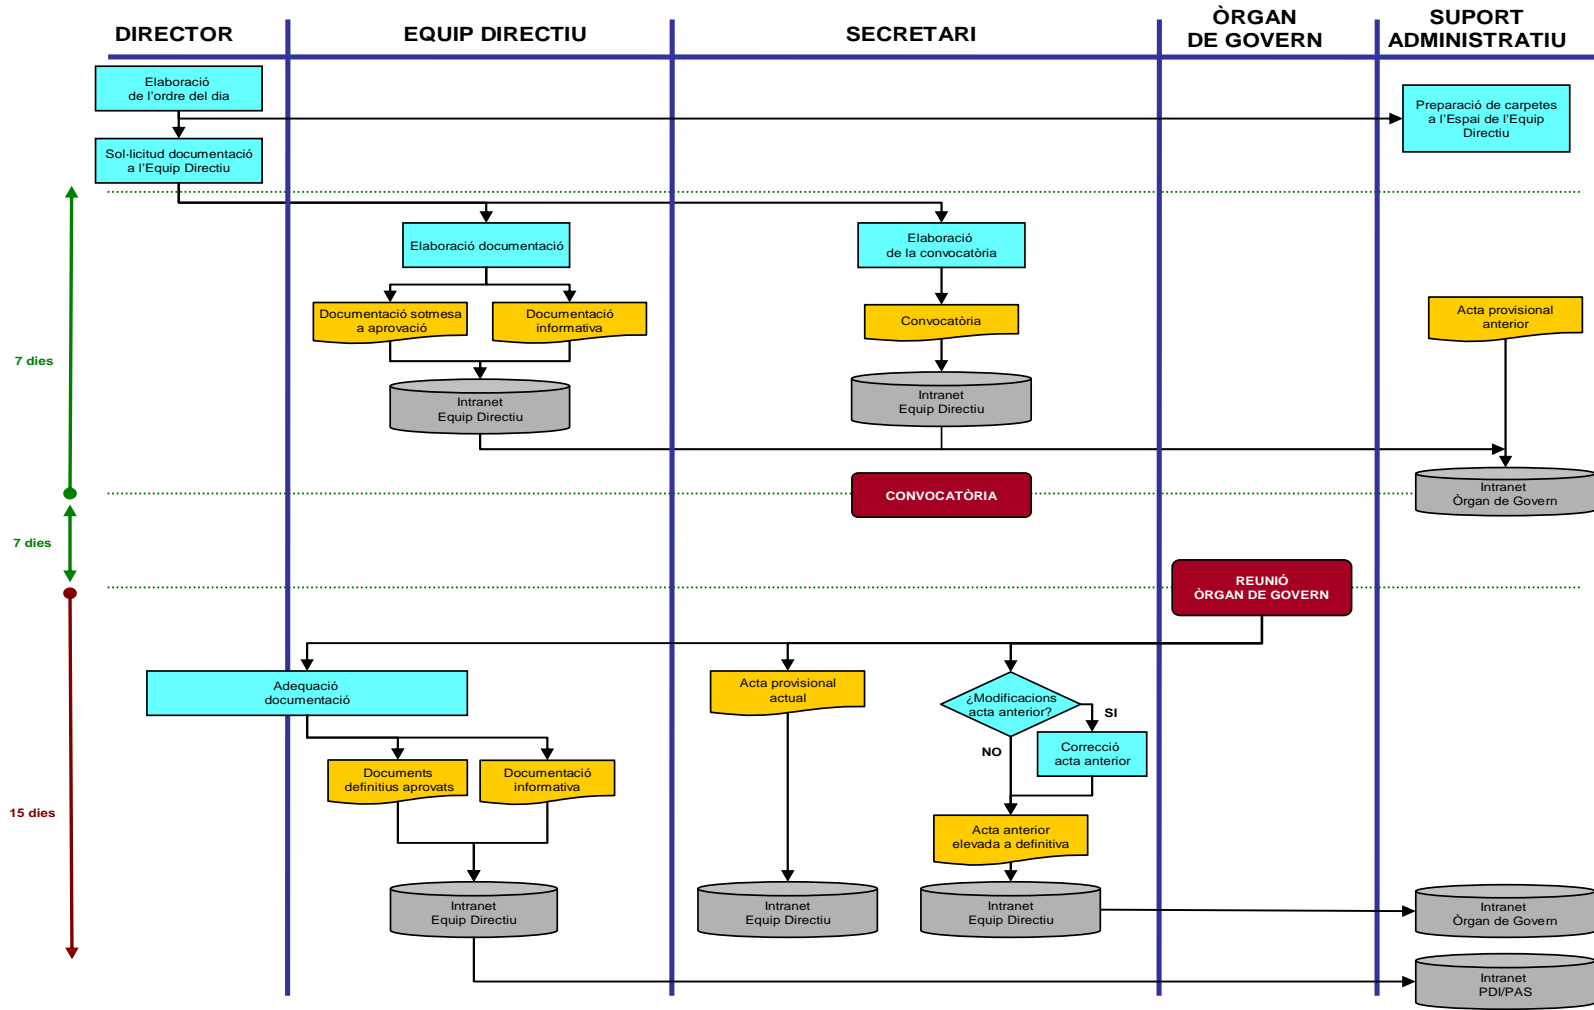 DIRECTOR
EQUIP DIRECTIU
SECRETARI
ÒRGAN
DE GOVERN
SUPORT
ADMINISTRATIU
Elaboració
de l'ordre del dia
Preparació de carpetes
a l'Espai de l'Equip
Directiu
Sol·licitud documentació
a l'Equip Directiu
Elaboració documentació
Elaboració
de la convocatòria
Documentació sotmesa
a aprovació
Documentació
informativa
Convocatòria
Acta provisional
anterior
7 dies
Intranet
Equip Directiu
Intranet
Equip Directiu
Intranet
Òrgan de Govern
CONVOCATÒRIA
7 dies
REUNIÓ
ÒRGAN DE GOVERN
Adequació
documentació
Acta provisional
actual
¿Modificacions
acta anterior?
SI
NO
Correcció
acta anterior
Documents
definitius aprovats
Documentació
informativa
15 dies
Acta anterior
elevada a definitiva
Intranet
Equip Directiu
Intranet
Equip Directiu
Intranet
Equip Directiu
Intranet
Òrgan de Govern
Intranet
PDI/PAS